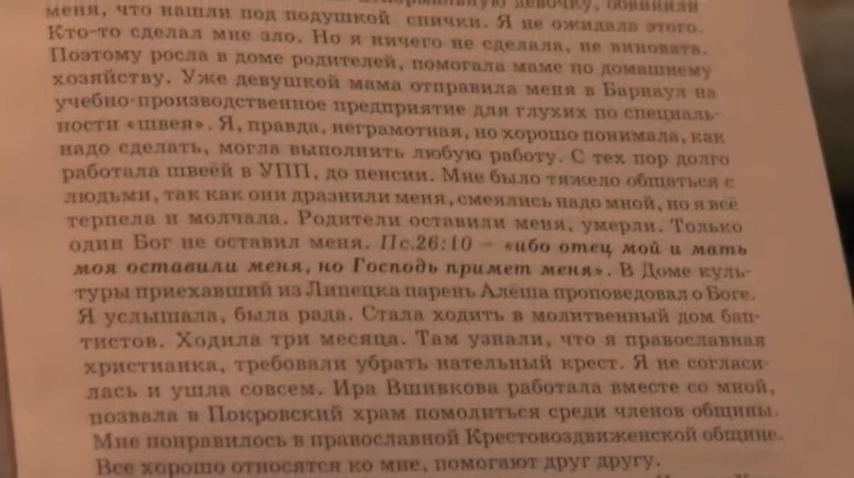 девочку, обвинили
меня, что нашли под подушкой спички. Я не ожидала этого.
Кто-то сделал мне зло. Но я ничего не сделала, не виновата.
Поэтому росла в доме родителей, помогала маме по домашнему
хозяйству. Уже девушкой мама отправила меня в Барнаул на
учебно-производственное предприятие для глухих по специаль-
ности «швея». Я, правда, неграмотная, но хорошо понимала, как
надо сделать, могла выполнить любую работу. С тех пор долго
работала швеёй в УПП, до пенсии. Мне было тяжело общаться с
людьми, так как они дразнили меня, смеялись надо мной, но я всё
терпела и молчала. Родители оставили меня, умерли. Только
один Бог не оставил меня. Пс.26:10 – «ибо отец мой и мать
моя оставили меня, но Господь примет меня». В Доме куль-
туры приехавший из Липецка парень Алёша проповедовал о Боге.
Я услышала, была рада. Стала ходить в молитвенный дом бап-
тистов. Ходила три месяца. Там узнали, что я православная
христианка, требовали убрать нательный крест. Я не согласи-
лась и ушла совсем. Ира Вшивкова работала вместе со мной,
позвала в Покровский храм помолиться среди членов общины.
Мне понравилось в православной Крестовоздвиженской общине.
Все хорошо относятся ко мне, помогают друг другу.